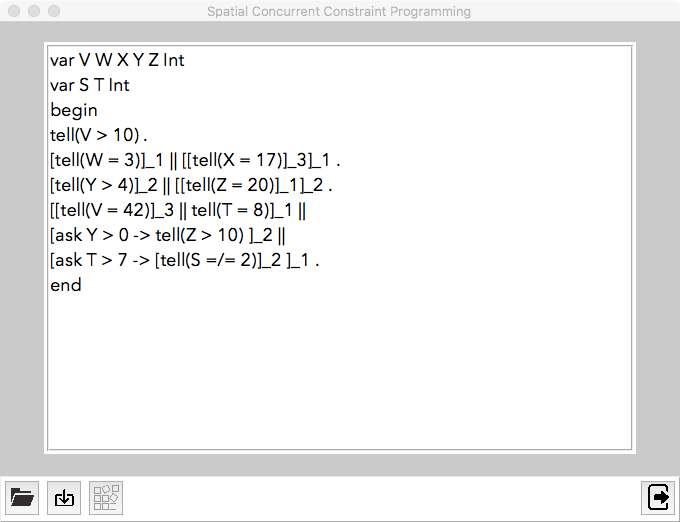 Spatial Concurrent Constraint Programming
var V W X Y Z Int
var S T Int
begin
tell(V > 10) .
[tell(W = 3)]_1 || [[tell(X = 17)]_3]_1 .
[tell(Y > 4)]_2 || [[tell(Z = 20)]_1]_2 .
[[tell(V = 42)]_3 || tell(T = 8)]_1 ||
[ask Y > 0 -> tell(Z > 10) ]_2 ||
[ask T > 7 -> [tell(S =/= 2)]_2 ]_1 .
end